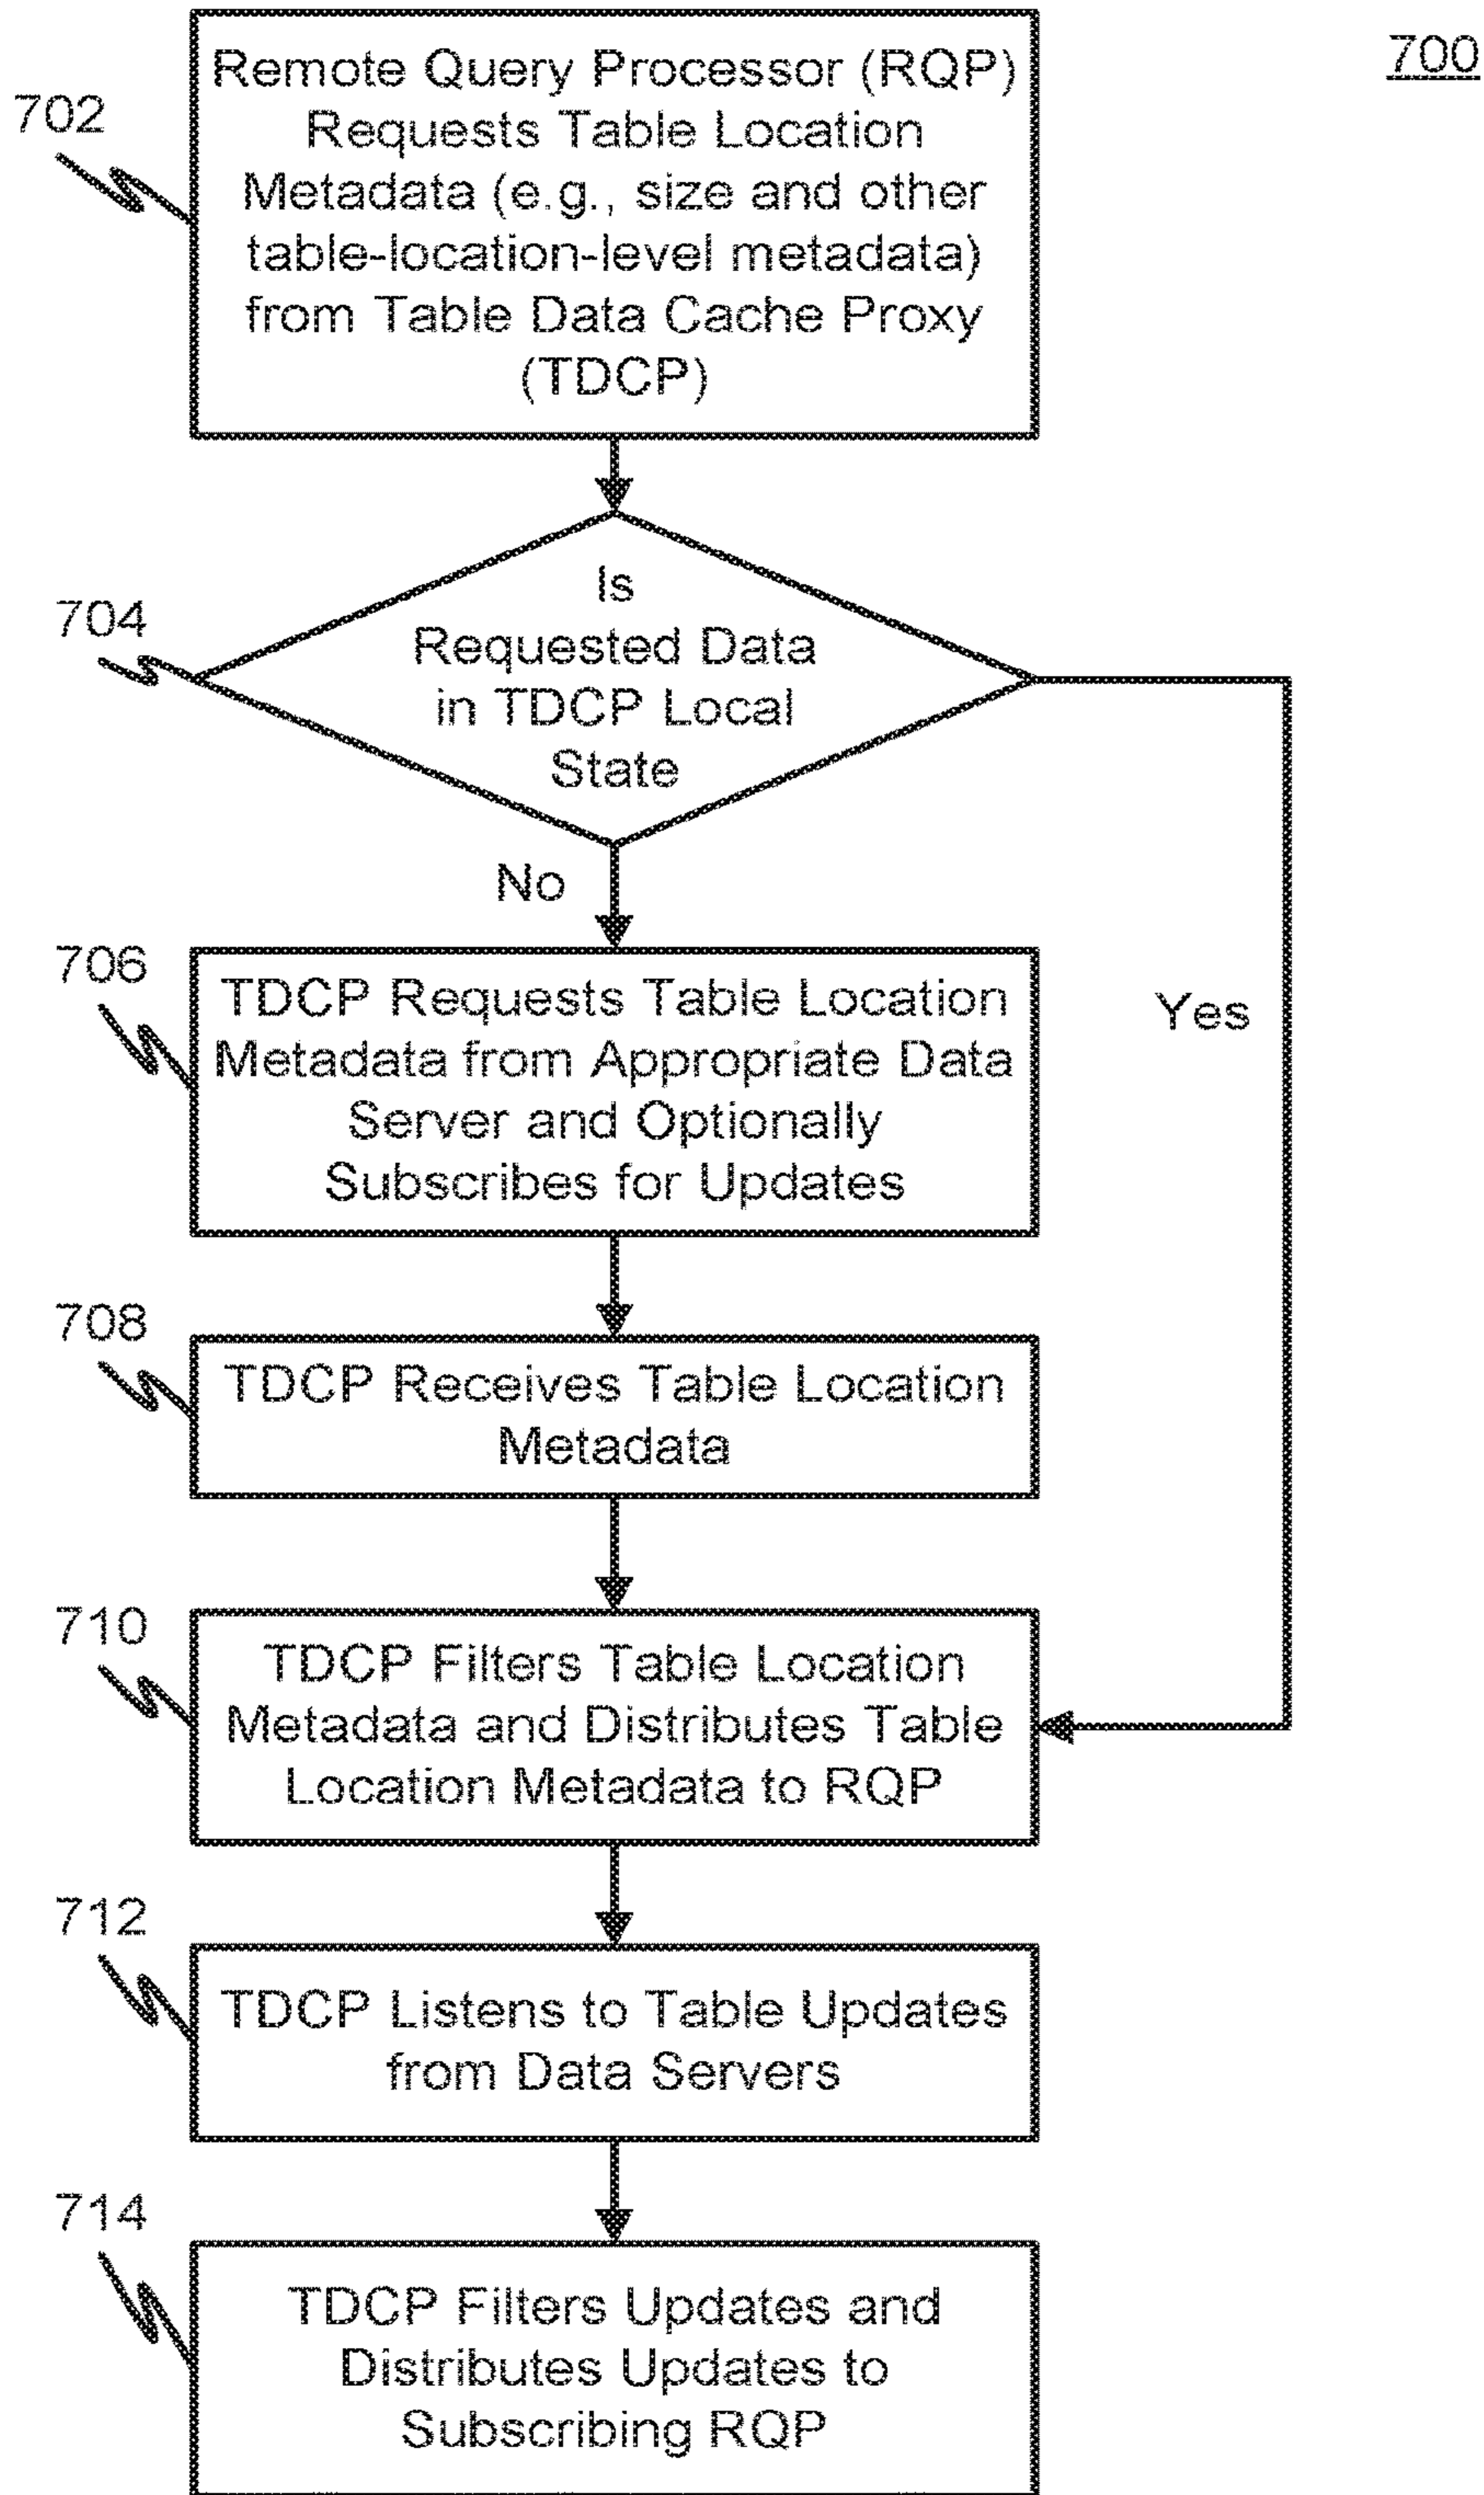 700
702
Remote Query Processor (RQP)
Requests Table Location
Metadata (e.g., size and other
table-location-level metadata)
from Table Data Cache Proxy
(TDCP)
704
Is
Requested Data
in TDCP Local
State
No
Yes
706
TDCP Requests Table Location
Metadata from Appropriate Data
Server and Optionally
Subscribes for Updates
708
TDCP Receives Table Location
Metadata
710
TDCP Filters Table Location
Metadata and Distributes Table
Location Metadata to RQP
712
TDCP Listens to Table Updates
from Data Servers
714
TDCP Filters Updates and
Distributes Updates to
Subscribing RQP